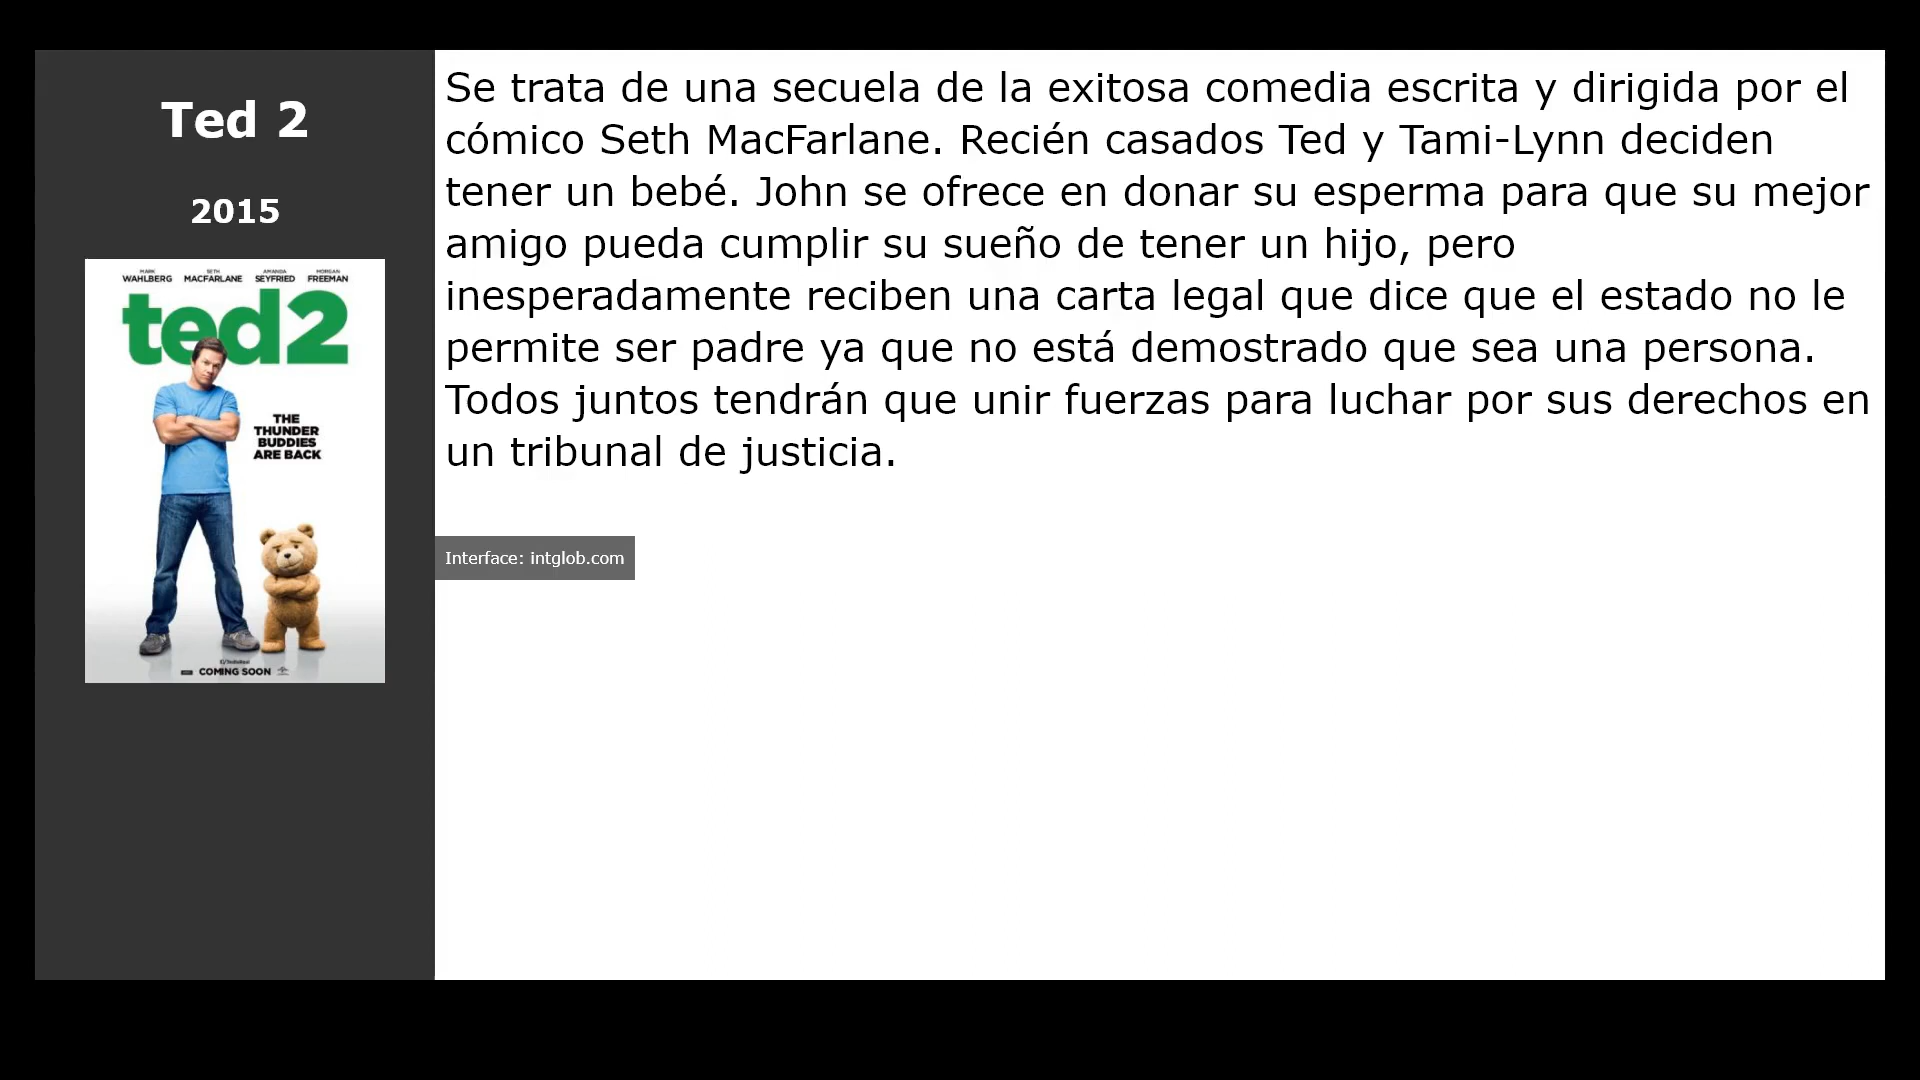 Ted 2
2015
MARK WAHLBERG SETH MACFARLANE AMANDA SEYFRIED MORGAN FREEMAN
ted2
THE
THUNDER
BUDDIES
ARE BACK
COMING SOON
Se trata de una secuela de la exitosa comedia escrita y dirigida por el
cómico Seth MacFarlane. Recién casados Ted y Tami-Lynn deciden
tener un bebé. John se ofrece en donar su esperma para que su mejor
amigo pueda cumplir su sueño de tener un hijo, pero
inesperadamente reciben una carta legal que dice que el estado no le
permite ser padre ya que no está demostrado que sea una persona.
Todos juntos tendrán que unir fuerzas para luchar por sus derechos en
un tribunal de justicia.
Interface: intglob.com